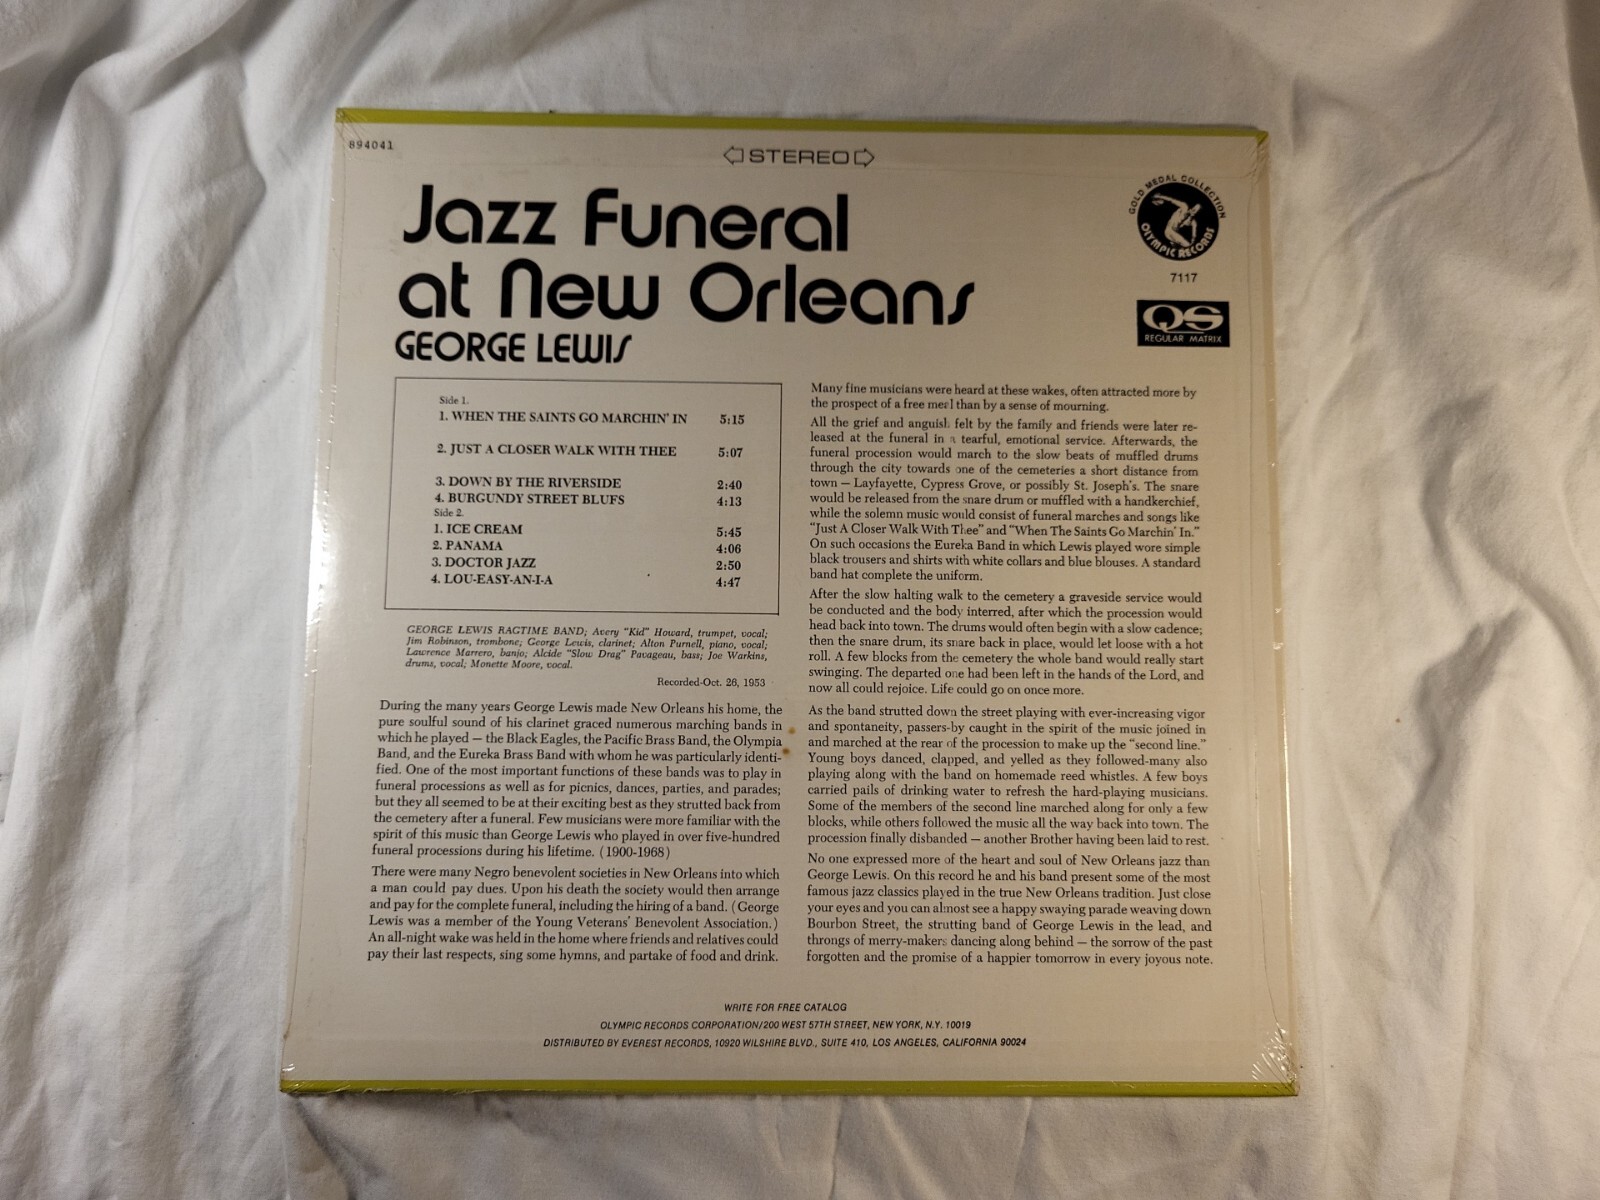 894041
STEREO
Jazz Funeral
at New Orleans
GEORGE LEWIS
GOLD MEDAL COLLECTION
OLYMPIC RECORDS
7117
QS
REGULAR MATRIX
Side 1.
1. WHEN THE SAINTS GO MARCHIN' IN 5:15
2. JUST A CLOSER WALK WITH THEE 5:07
3. DOWN BY THE RIVERSIDE 2:40
4. BURGUNDY STREET BLUFS 4:13
Side 2.
1. ICE CREAM 5:45
2. PANAMA 4:06
3. DOCTOR JAZZ 2:50
4. LOU-EASY-AN-I-A 4:47
GEORGE LEWIS RAGTIME BAND; Avery "Kid" Howard, trumpet, vocal;
Jim Robinson, trombone; George Lewis, clarinet; Alton Purnell, piano, vocal;
Lawrence Marrero, banjo; Alcide "Slow Drag" Pavageau, bass; Joe Warkins,
drums, vocal; Monette Moore, vocal.
Recorded-Oct. 26, 1953
During the many years George Lewis made New Orleans his home, the
pure soulful sound of his clarinet graced numerous marching bands in
which he played — the Black Eagles, the Pacific Brass Band, the Olympia
Band, and the Eureka Brass Band with whom he was particularly identi-
fied. One of the most important functions of these bands was to play in
funeral processions as well as for picnics, dances, parties, and parades;
but they all seemed to be at their exciting best as they strutted back from
the cemetery after a funeral. Few musicians were more familiar with the
spirit of this music than George Lewis who played in over five-hundred
funeral processions during his lifetime. (1900-1968)
There were many Negro benevolent societies in New Orleans into which
a man could pay dues. Upon his death the society would then arrange
and pay for the complete funeral, including the hiring of a band. (George
Lewis was a member of the Young Veterans' Benevolent Association.)
An all-night wake was held in the home where friends and relatives could
pay their last respects, sing some hymns, and partake of food and drink.
Many fine musicians were heard at these wakes, often attracted more by
the prospect of a free meal than by a sense of mourning.
All the grief and anguish felt by the family and friends were later re-
leased at the funeral in a tearful, emotional service. Afterwards, the
funeral procession would march to the slow beats of muffled drums
through the city towards one of the cemeteries a short distance from
town — Layfayette, Cypress Grove, or possibly St. Joseph's. The snare
would be released from the snare drum or muffled with a handkerchief,
while the solemn music would consist of funeral marches and songs like
"Just A Closer Walk With Thee" and "When The Saints Go Marchin' In."
On such occasions the Eureka Band in which Lewis played wore simple
black trousers and shirts with white collars and blue blouses. A standard
band hat complete the uniform.
After the slow halting walk to the cemetery a graveside service would
be conducted and the body interred, after which the procession would
head back into town. The drums would often begin with a slow cadence;
then the snare drum, its snare back in place, would let loose with a hot
roll. A few blocks from the cemetery the whole band would really start
swinging. The departed one had been left in the hands of the Lord, and
now all could rejoice. Life could go on once more.
As the band strutted down the street playing with ever-increasing vigor
and spontaneity, passers-by caught in the spirit of the music joined in
and marched at the rear of the procession to make up the "second line."
Young boys danced, clapped, and yelled as they followed-many also
playing along with the band on homemade reed whistles. A few boys
carried pails of drinking water to refresh the hard-playing musicians.
Some of the members of the second line marched along for only a few
blocks, while others followed the music all the way back into town. The
procession finally disbanded — another Brother having been laid to rest.
No one expressed more of the heart and soul of New Orleans jazz than
George Lewis. On this record he and his band present some of the most
famous jazz classics played in the true New Orleans tradition. Just close
your eyes and you can almost see a happy swaying parade weaving down
Bourbon Street, the strutting band of George Lewis in the lead, and
throngs of merry-makers dancing along behind — the sorrow of the past
forgotten and the promise of a happier tomorrow in every joyous note.
WRITE FOR FREE CATALOG
OLYMPIC RECORDS CORPORATION/200 WEST 57TH STREET, NEW YORK, N.Y. 10019
DISTRIBUTED BY EVEREST RECORDS, 10920 WILSHIRE BLVD., SUITE 410, LOS ANGELES, CALIFORNIA 90024